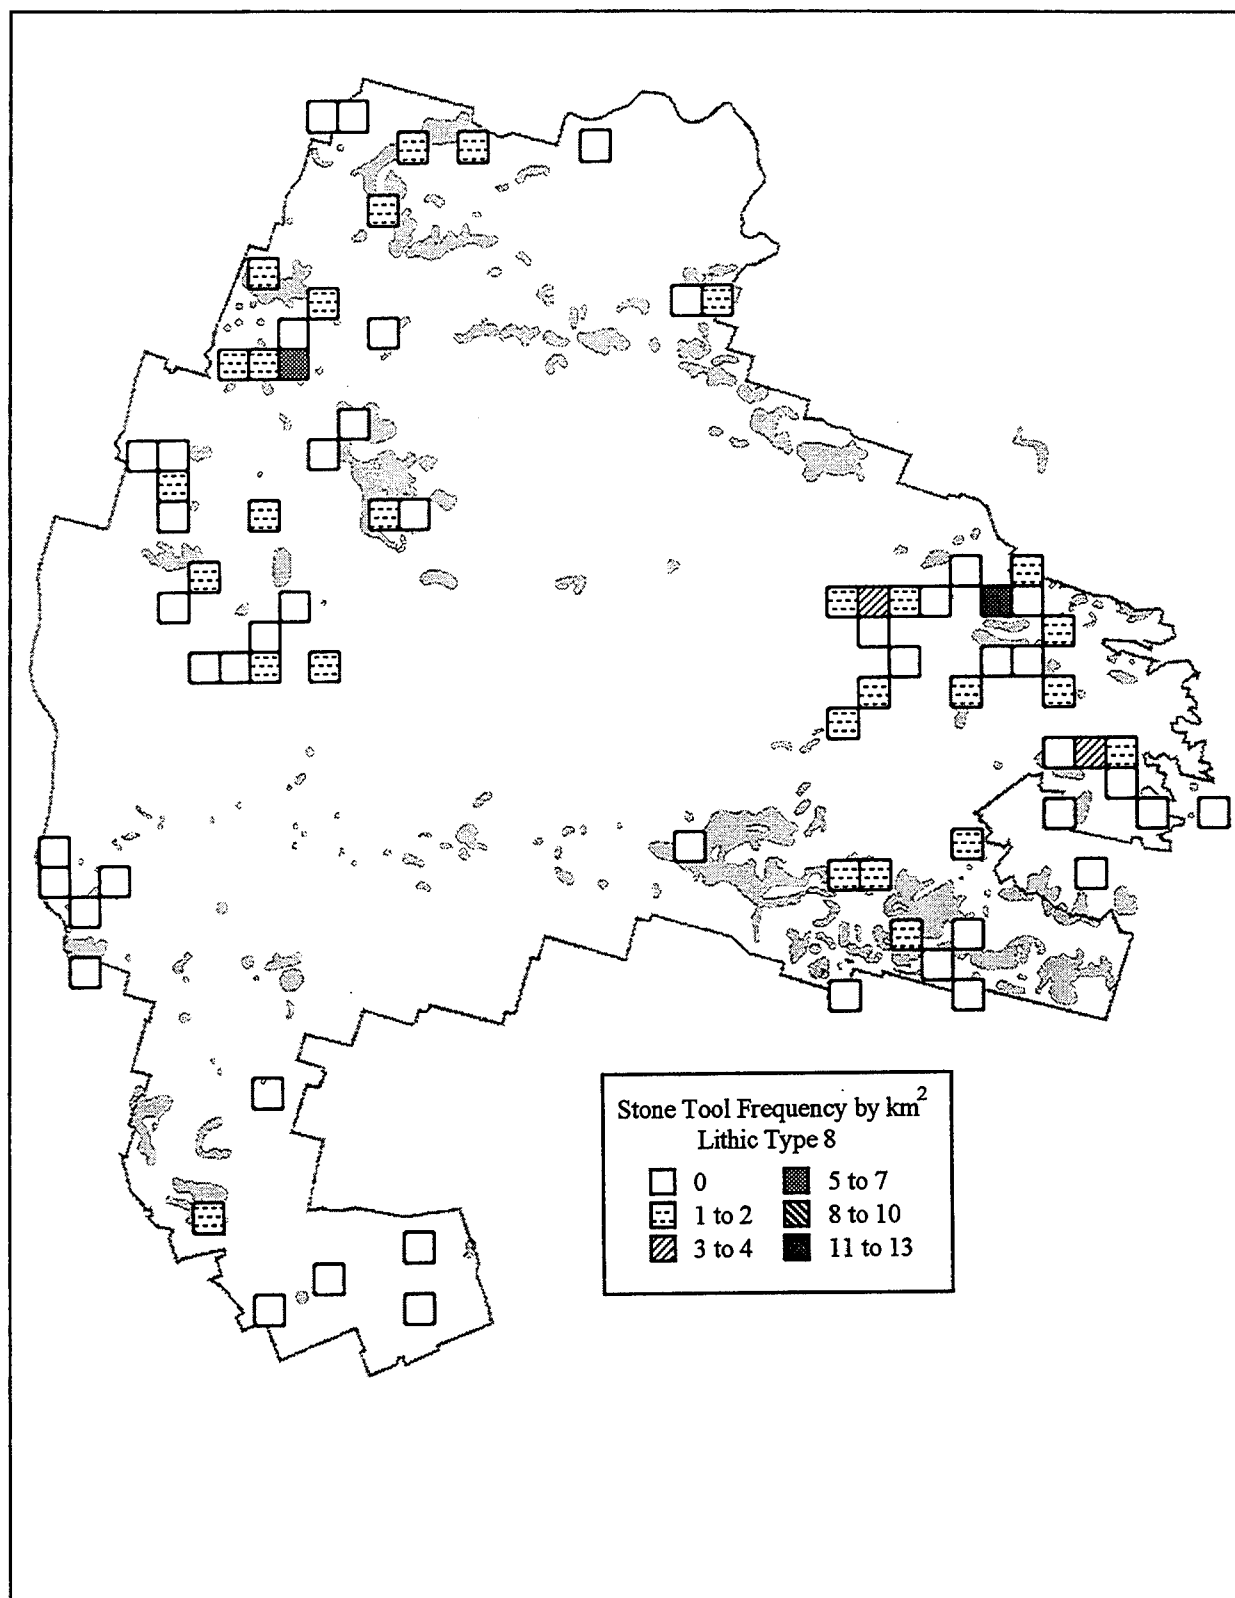 Stone Tool Frequency by km²
Lithic Type 8
0
5 to 7
1 to 2
8 to 10
3 to 4
11 to 13